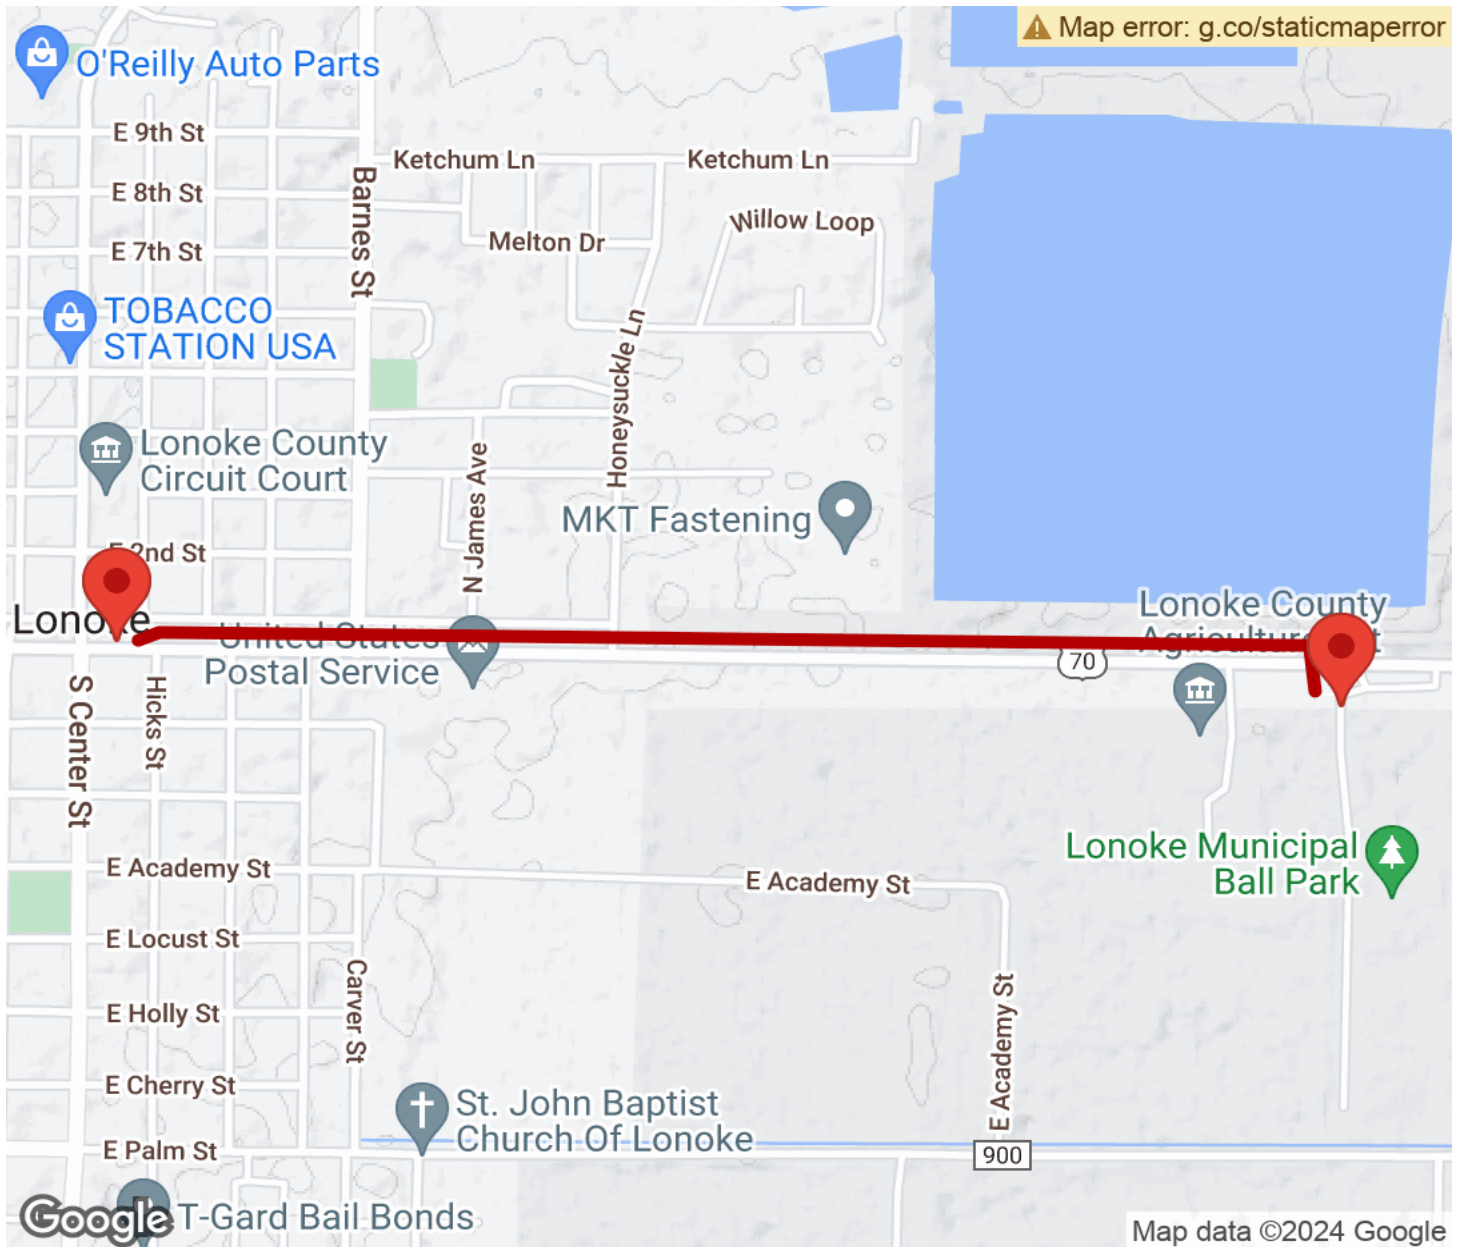 Map error: g.co/staticmaperror
O'Reilly Auto Parts
E 9th St
Ketchum Ln
Ketchum Ln
E 8th St
Barnes St
Willow Loop
Melton Dr
E 7th St
TOBACCO
STATION USA
Honeysuckle Ln
Lonoke County
Circuit Court
N James Ave
MKT Fastening
E 2nd St
Lonoke County
Lonoke
United States
Postal Service
70
S Center St
Hicks St
Lonoke Municipal
Ball Park
E Academy St
E Academy St
E Locust St
Carver St
E Academy St
E Holly St
E Cherry St
St. John Baptist
Church Of Lonoke
E Palm St
900
Google
T-Gard Bail Bonds
Map data ©2024 Google